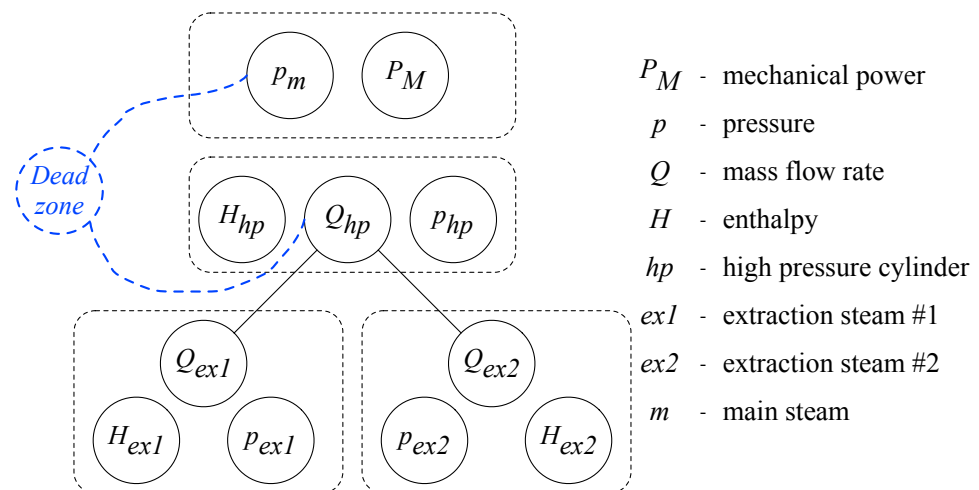 p_m P_M
Dead
zone
H_hp Q_hp p_hp
Q_ex1 Q_ex2
H_ex1 p_ex1 p_ex2 H_ex2
P_M - mechanical power
p - pressure
Q - mass flow rate
H - enthalpy
hp - high pressure cylinder
ex1 - extraction steam #1
ex2 - extraction steam #2
m - main steam